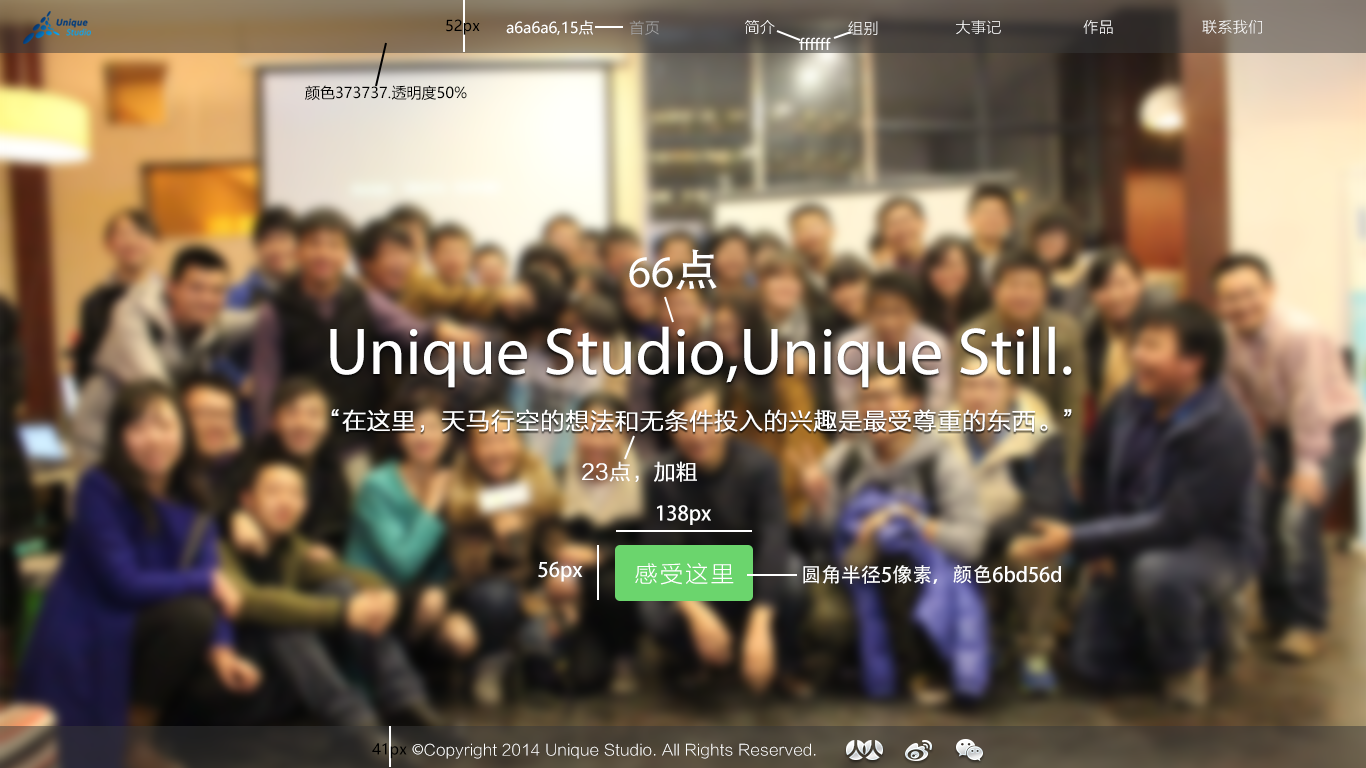 Unique
Studio
52px
a6a6a6,15点
首页
简介
组别
大事记
作品
联系我们
ffffff
颜色373737.透明度50%
66点
Unique Studio,Unique Still.
“在这里，天马行空的想法和无条件投入的兴趣是最受尊重的东西。”
23点，加粗
138px
56px
感受这里
圆角半径5像素，颜色6bd56d
41px
©Copyright 2014 Unique Studio. All Rights Reserved.